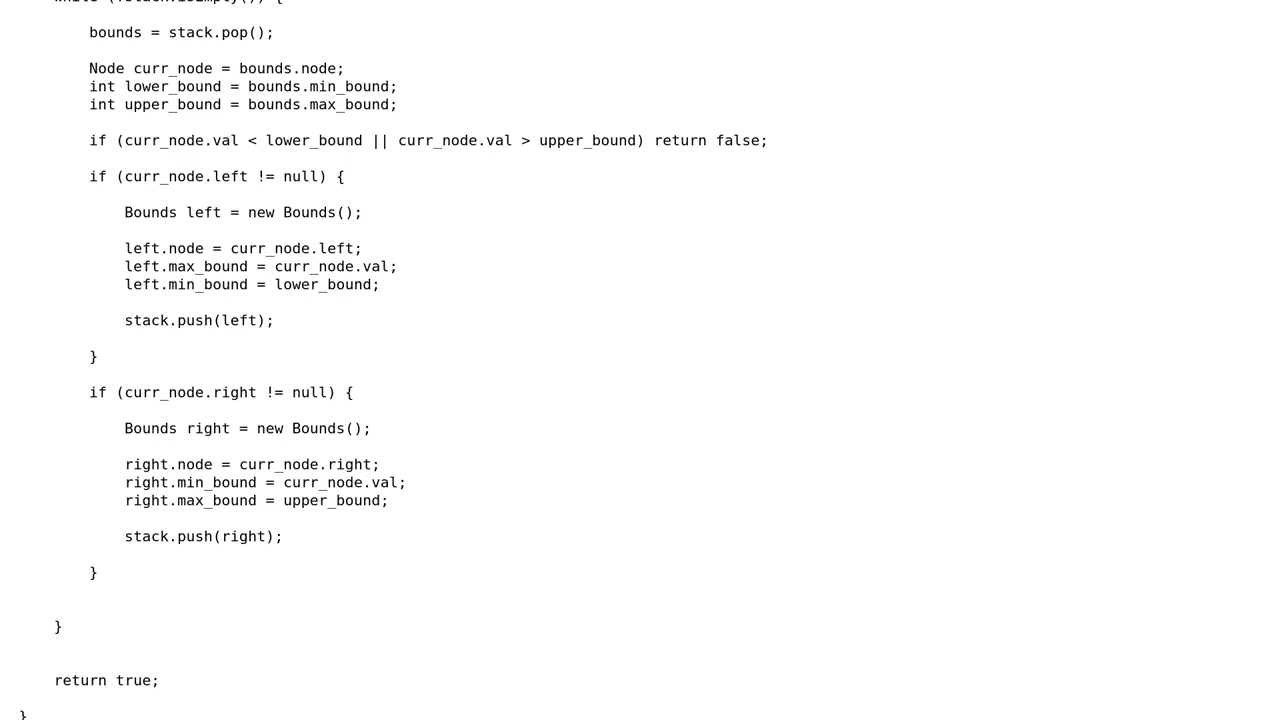 bounds = stack.pop();
Node curr_node = bounds.node;
int lower_bound = bounds.min_bound;
int upper_bound = bounds.max_bound;
if (curr_node.val < lower_bound || curr_node.val > upper_bound) return false;
if (curr_node.left != null) {
Bounds left = new Bounds();
left.node = curr_node.left;
left.max_bound = curr_node.val;
left.min_bound = lower_bound;
stack.push(left);
}
if (curr_node.right != null) {
Bounds right = new Bounds();
right.node = curr_node.right;
right.min_bound = curr_node.val;
right.max_bound = upper_bound;
stack.push(right);
}
}
return true;
}